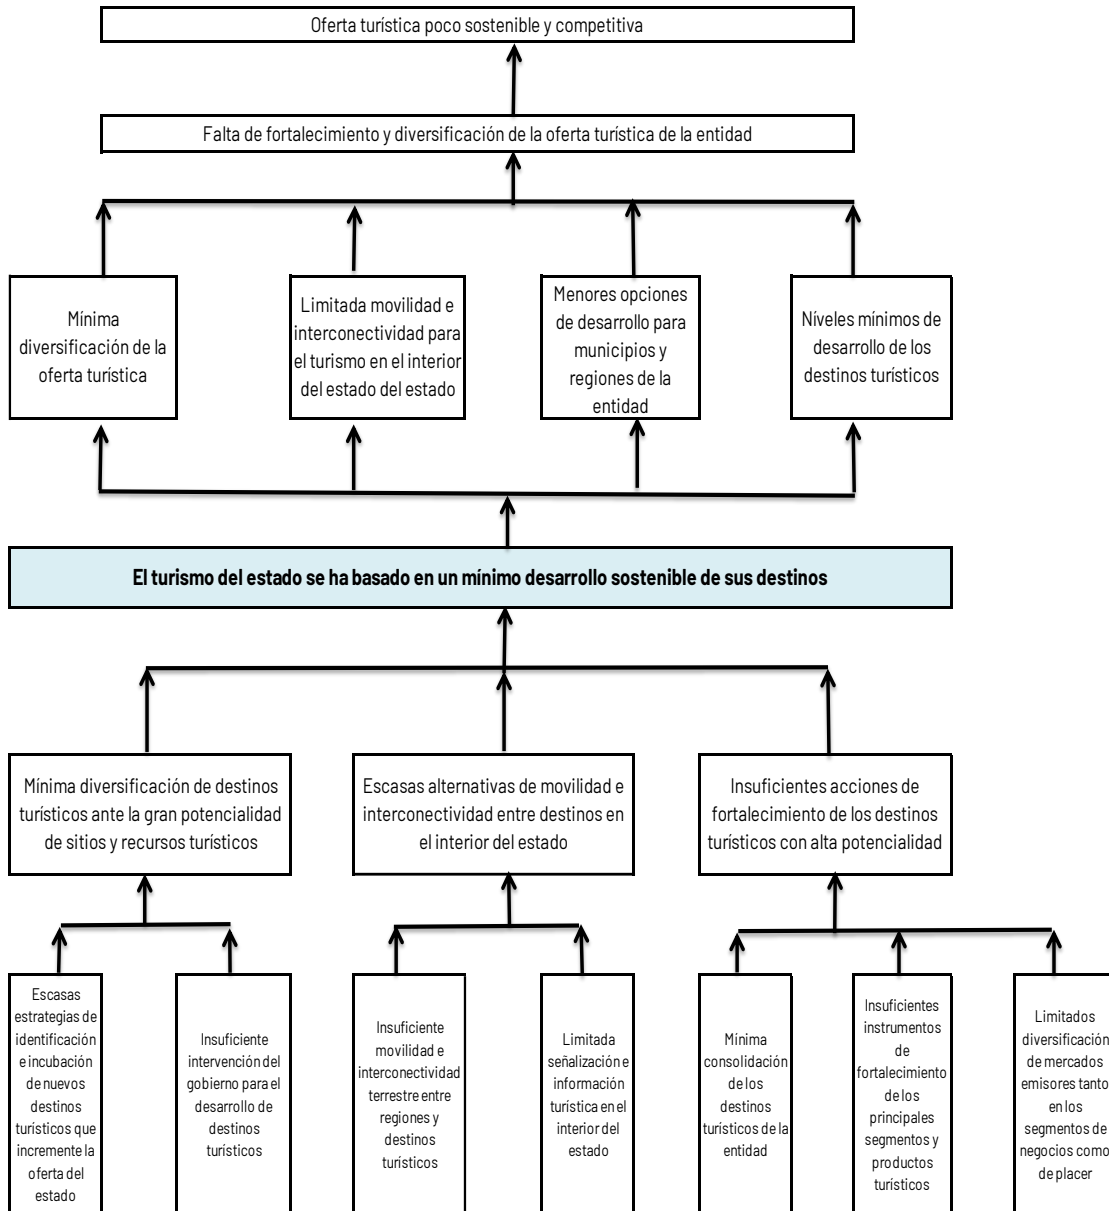 Oferta turística poco sostenible y competitiva
Falta de fortalecimiento y diversificación de la oferta turística de la entidad
Mínima
diversificación de la
oferta turística
Limitada movilidad e
interconectividad para
el turismo en el interior
del estado del estado
Menores opciones
de desarrollo para
municipios y
regiones de la
entidad
Níveles mínimos de
desarrollo de los
destinos turísticos
El turismo del estado se ha basado en un mínimo desarrollo sostenible de sus destinos
Mínima diversificación de destinos
turísticos ante la gran potencialidad
de sitios y recursos turísticos
Escasas alternativas de movilidad e
interconectividad entre destinos en
el interior del estado
Insuficientes acciones de
fortalecimiento de los destinos
turísticos con alta potencialidad
Escasas
estrategias de
identificación
e incubación
de nuevos
destinos
turísticos que
incremente la
oferta del
estado
Insuficiente
intervención del
gobierno para el
desarrollo de
destinos
turísticos
Insuficiente
movilidad e
interconectividad
terrestre entre
regiones y
destinos
turísticos
Limitada
señalización e
información
turística en el
interior del
estado
Mínima
consolidación
de los
destinos
turísticos de la
entidad
Insuficientes
instrumentos
de
fortalecimiento
de los
principales
segmentos y
productos
turísticos
Limitados
diversificación
de mercados
emisores tanto
en los
segmentos de
negocios como
de placer